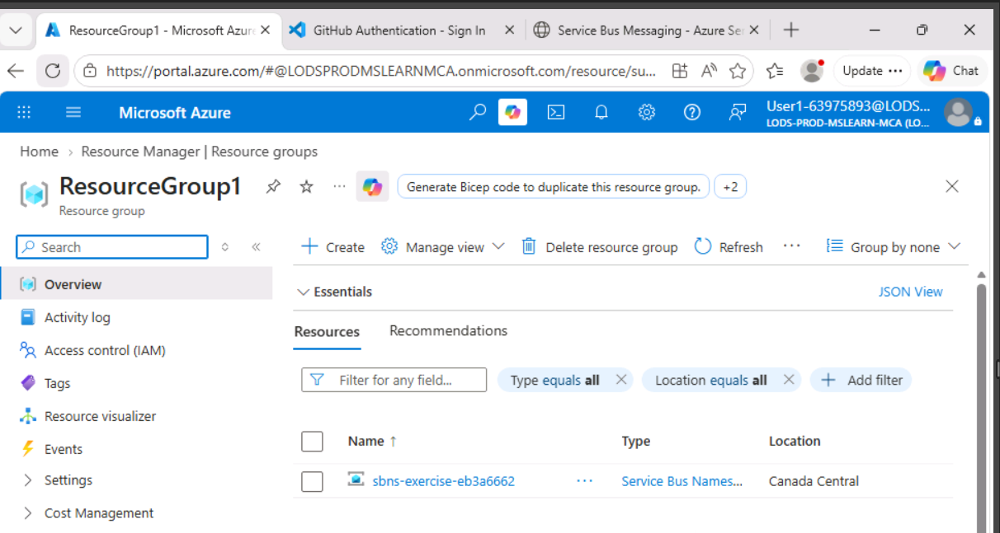 ResourceGroup1 - Microsoft Azure
GitHub Authentication - Sign In
Service Bus Messaging - Azure Ser
https://portal.azure.com/#@LODSPRODMSLEARNMCA.onmicrosoft.com/resource/su...
Update
Chat
Microsoft Azure
User1-63975893@LODS...
LODS-PROD-MSLEARN-MCA (LO...
Home > Resource Manager | Resource groups
ResourceGroup1
Resource group
Generate Bicep code to duplicate this resource group.
+2
Search
Create
Manage view
Delete resource group
Refresh
Group by none
Overview
Activity log
Access control (IAM)
Tags
Resource visualizer
Events
Settings
Cost Management
Essentials
JSON View
Resources
Recommendations
Filter for any field...
Type equals all
Location equals all
Add filter
Name ↑ Type Location
sbns-exercise-eb3a6662 ... Service Bus Names... Canada Central